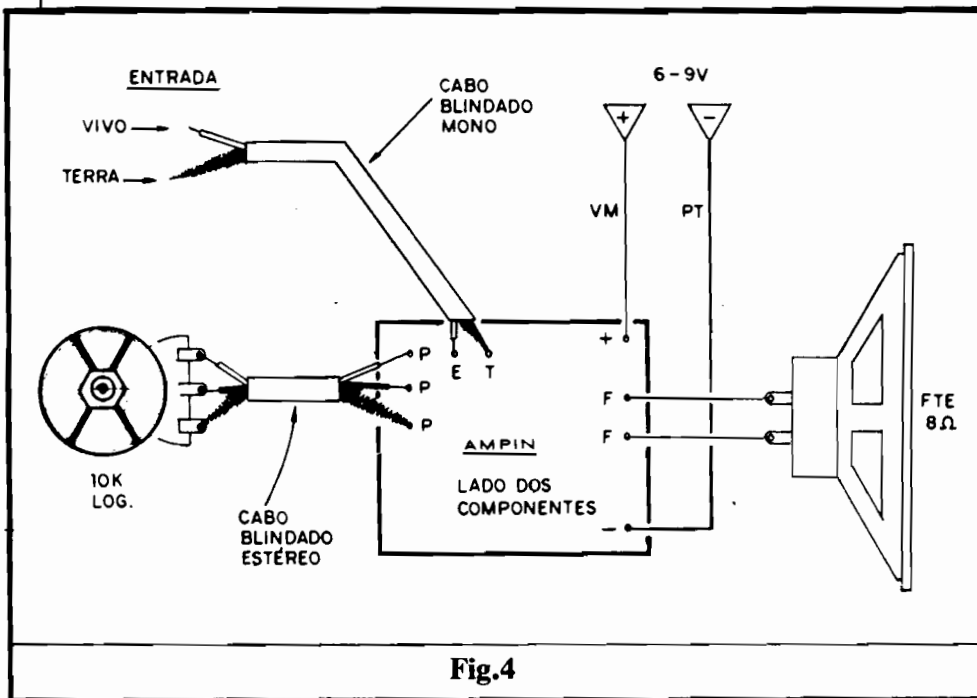 ENTRADA
VIVO
TERRA
CABO
BLINDADO
MONO
6-9V
+
-
VM
PT
10K
LOG.
CABO
BLINDADO
ESTÉREO
P
P
P
E T
+
F
F
-
AMPIN
LADO DOS
COMPONENTES
FTE
8Ω
Fig.4